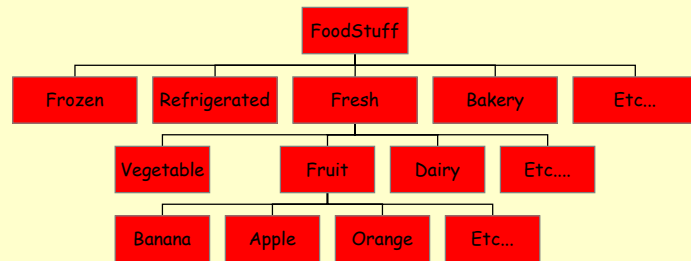 FoodStuff
Frozen Refrigerated Fresh Bakery Etc...
Vegetable Fruit Dairy Etc....
Banana Apple Orange Etc...